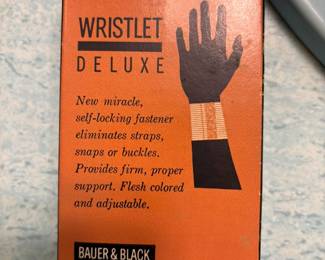 WRISTLET
DELUXE
New miracle,
self-locking fastener
eliminates straps,
snaps or buckles.
Provides firm, proper
support. Flesh colored
and adjustable.
BAUER & BLACK